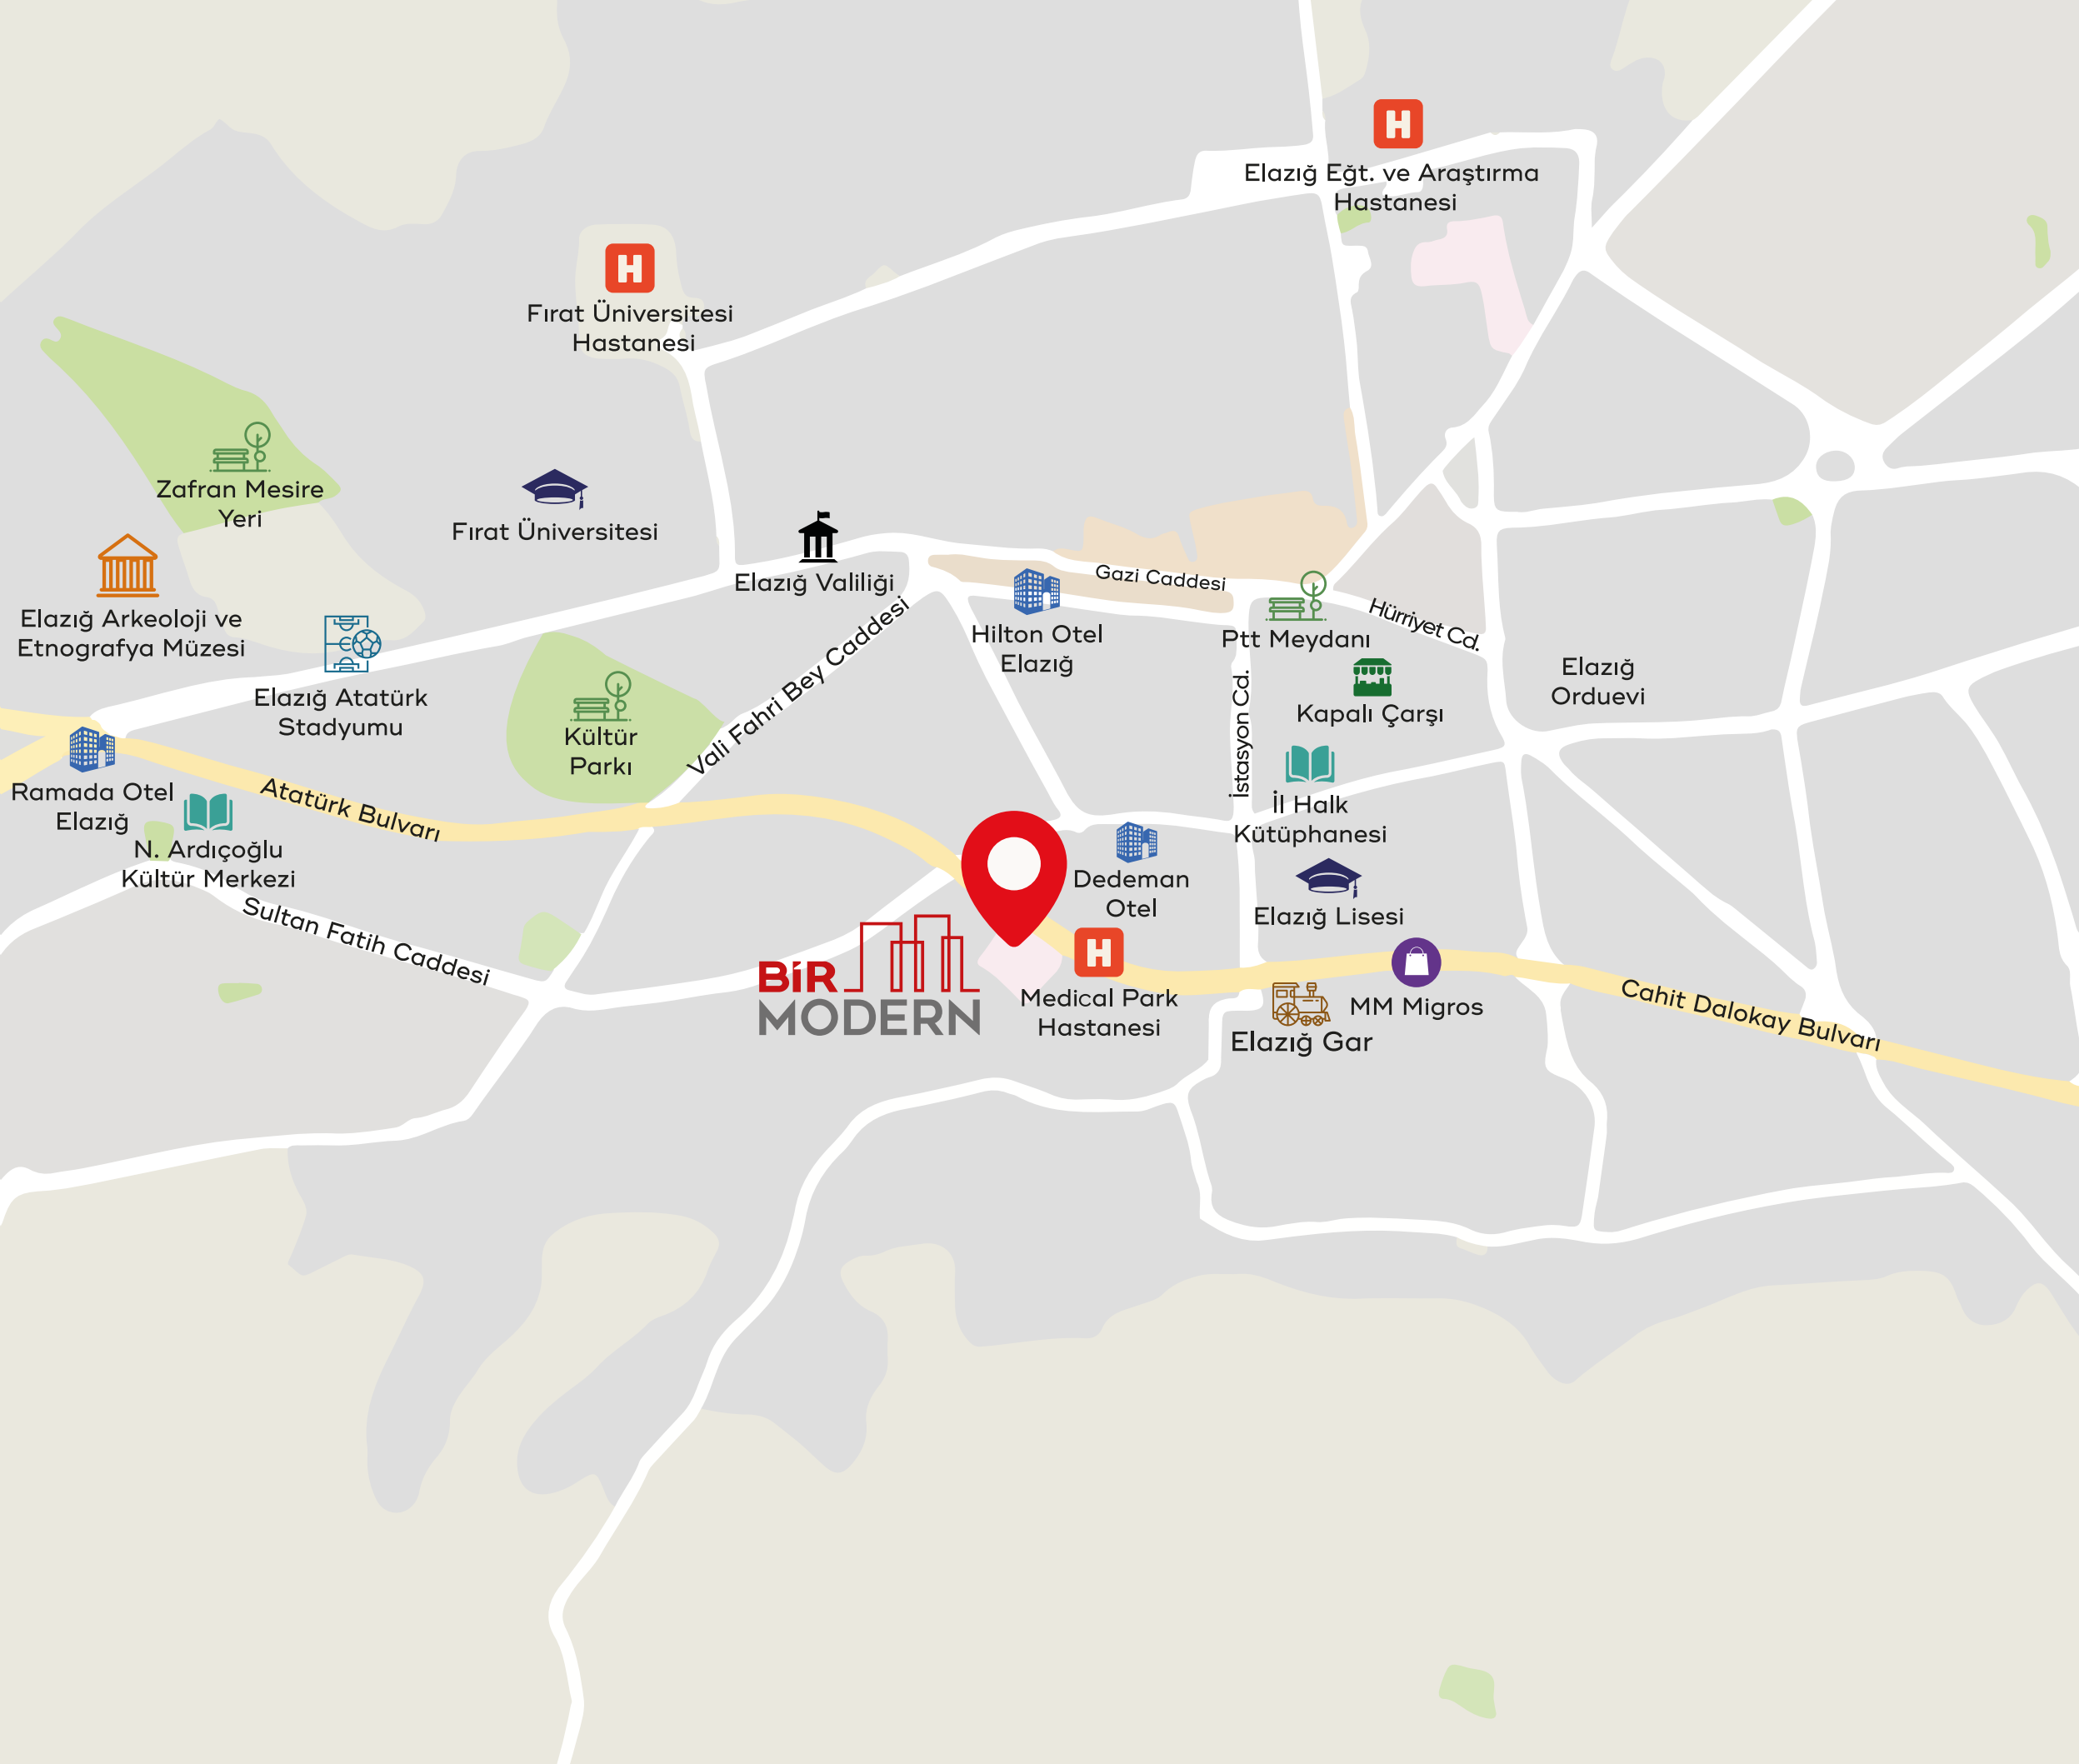 H
Elazığ Eğt. ve Araştırma
Hastanesi
H
Fırat Üniversitesi
Hastanesi
Zafran Mesire
Yeri
Fırat Üniversitesi
Elazığ Valiliği
Gazi Caddesi
Elazığ Arkeoloji ve
Etnografya Müzesi
Hilton Otel
Elazığ
Ptt Meydanı
Hürriyet Cd.
Elazığ Atatürk
Stadyumu
Kültür
Parkı
Vali Fahri Bey Caddesi
İstasyon Cd.
Kapalı Çarşı
Elazığ
Orduevi
Ramada Otel
Elazığ
Atatürk Bulvarı
İl Halk
Kütüphanesi
N. Ardıçoğlu
Kültür Merkezi
Dedeman
Otel
Elazığ Lisesi
Sultan Fatih Caddesi
BiR
MODERN
H
Medical Park
Hastanesi
MM Migros
Elazığ Gar
Cahit Dalokay Bulvarı